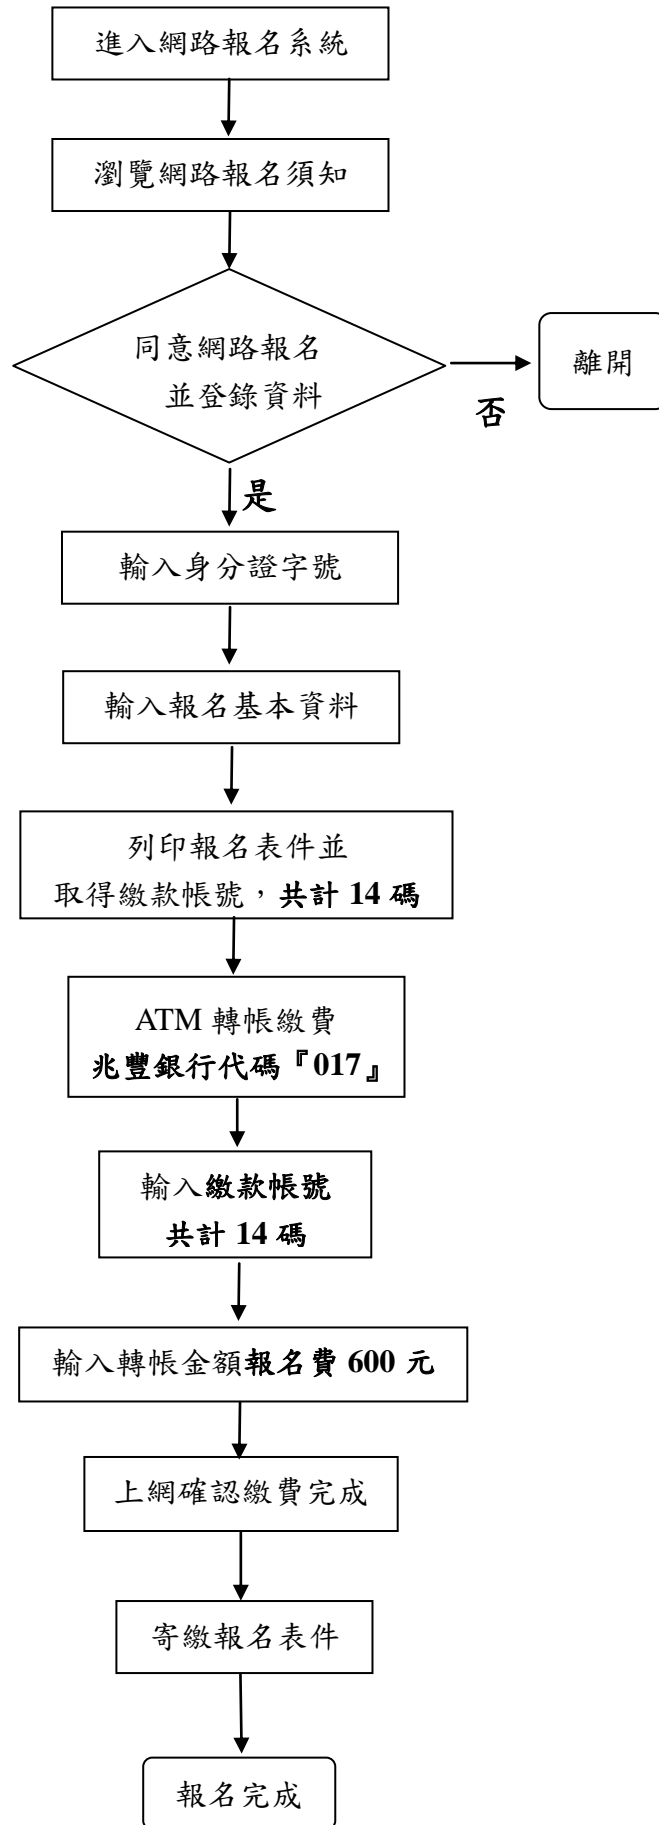 進入網路報名系統
瀏覽網路報名須知
同意網路報名
並登錄資料
離開
否
是
輸入身分證字號
輸入報名基本資料
列印報名表件並
取得繳款帳號，共計 14 碼
ATM 轉帳繳費
兆豐銀行代碼『017』
輸入繳款帳號
共計 14 碼
輸入轉帳金額報名費 600 元
上網確認繳費完成
寄繳報名表件
報名完成